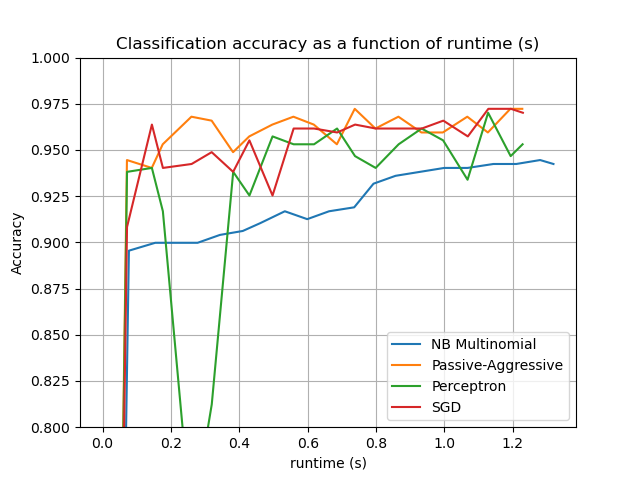 Classification accuracy as a function of runtime (s)
1.000
0.975
0.950
0.925
0.900
0.875
0.850
0.825
0.800
Accuracy
0.0 0.2 0.4 0.6 0.8 1.0 1.2
runtime (s)
NB Multinomial
Passive-Aggressive
Perceptron
SGD